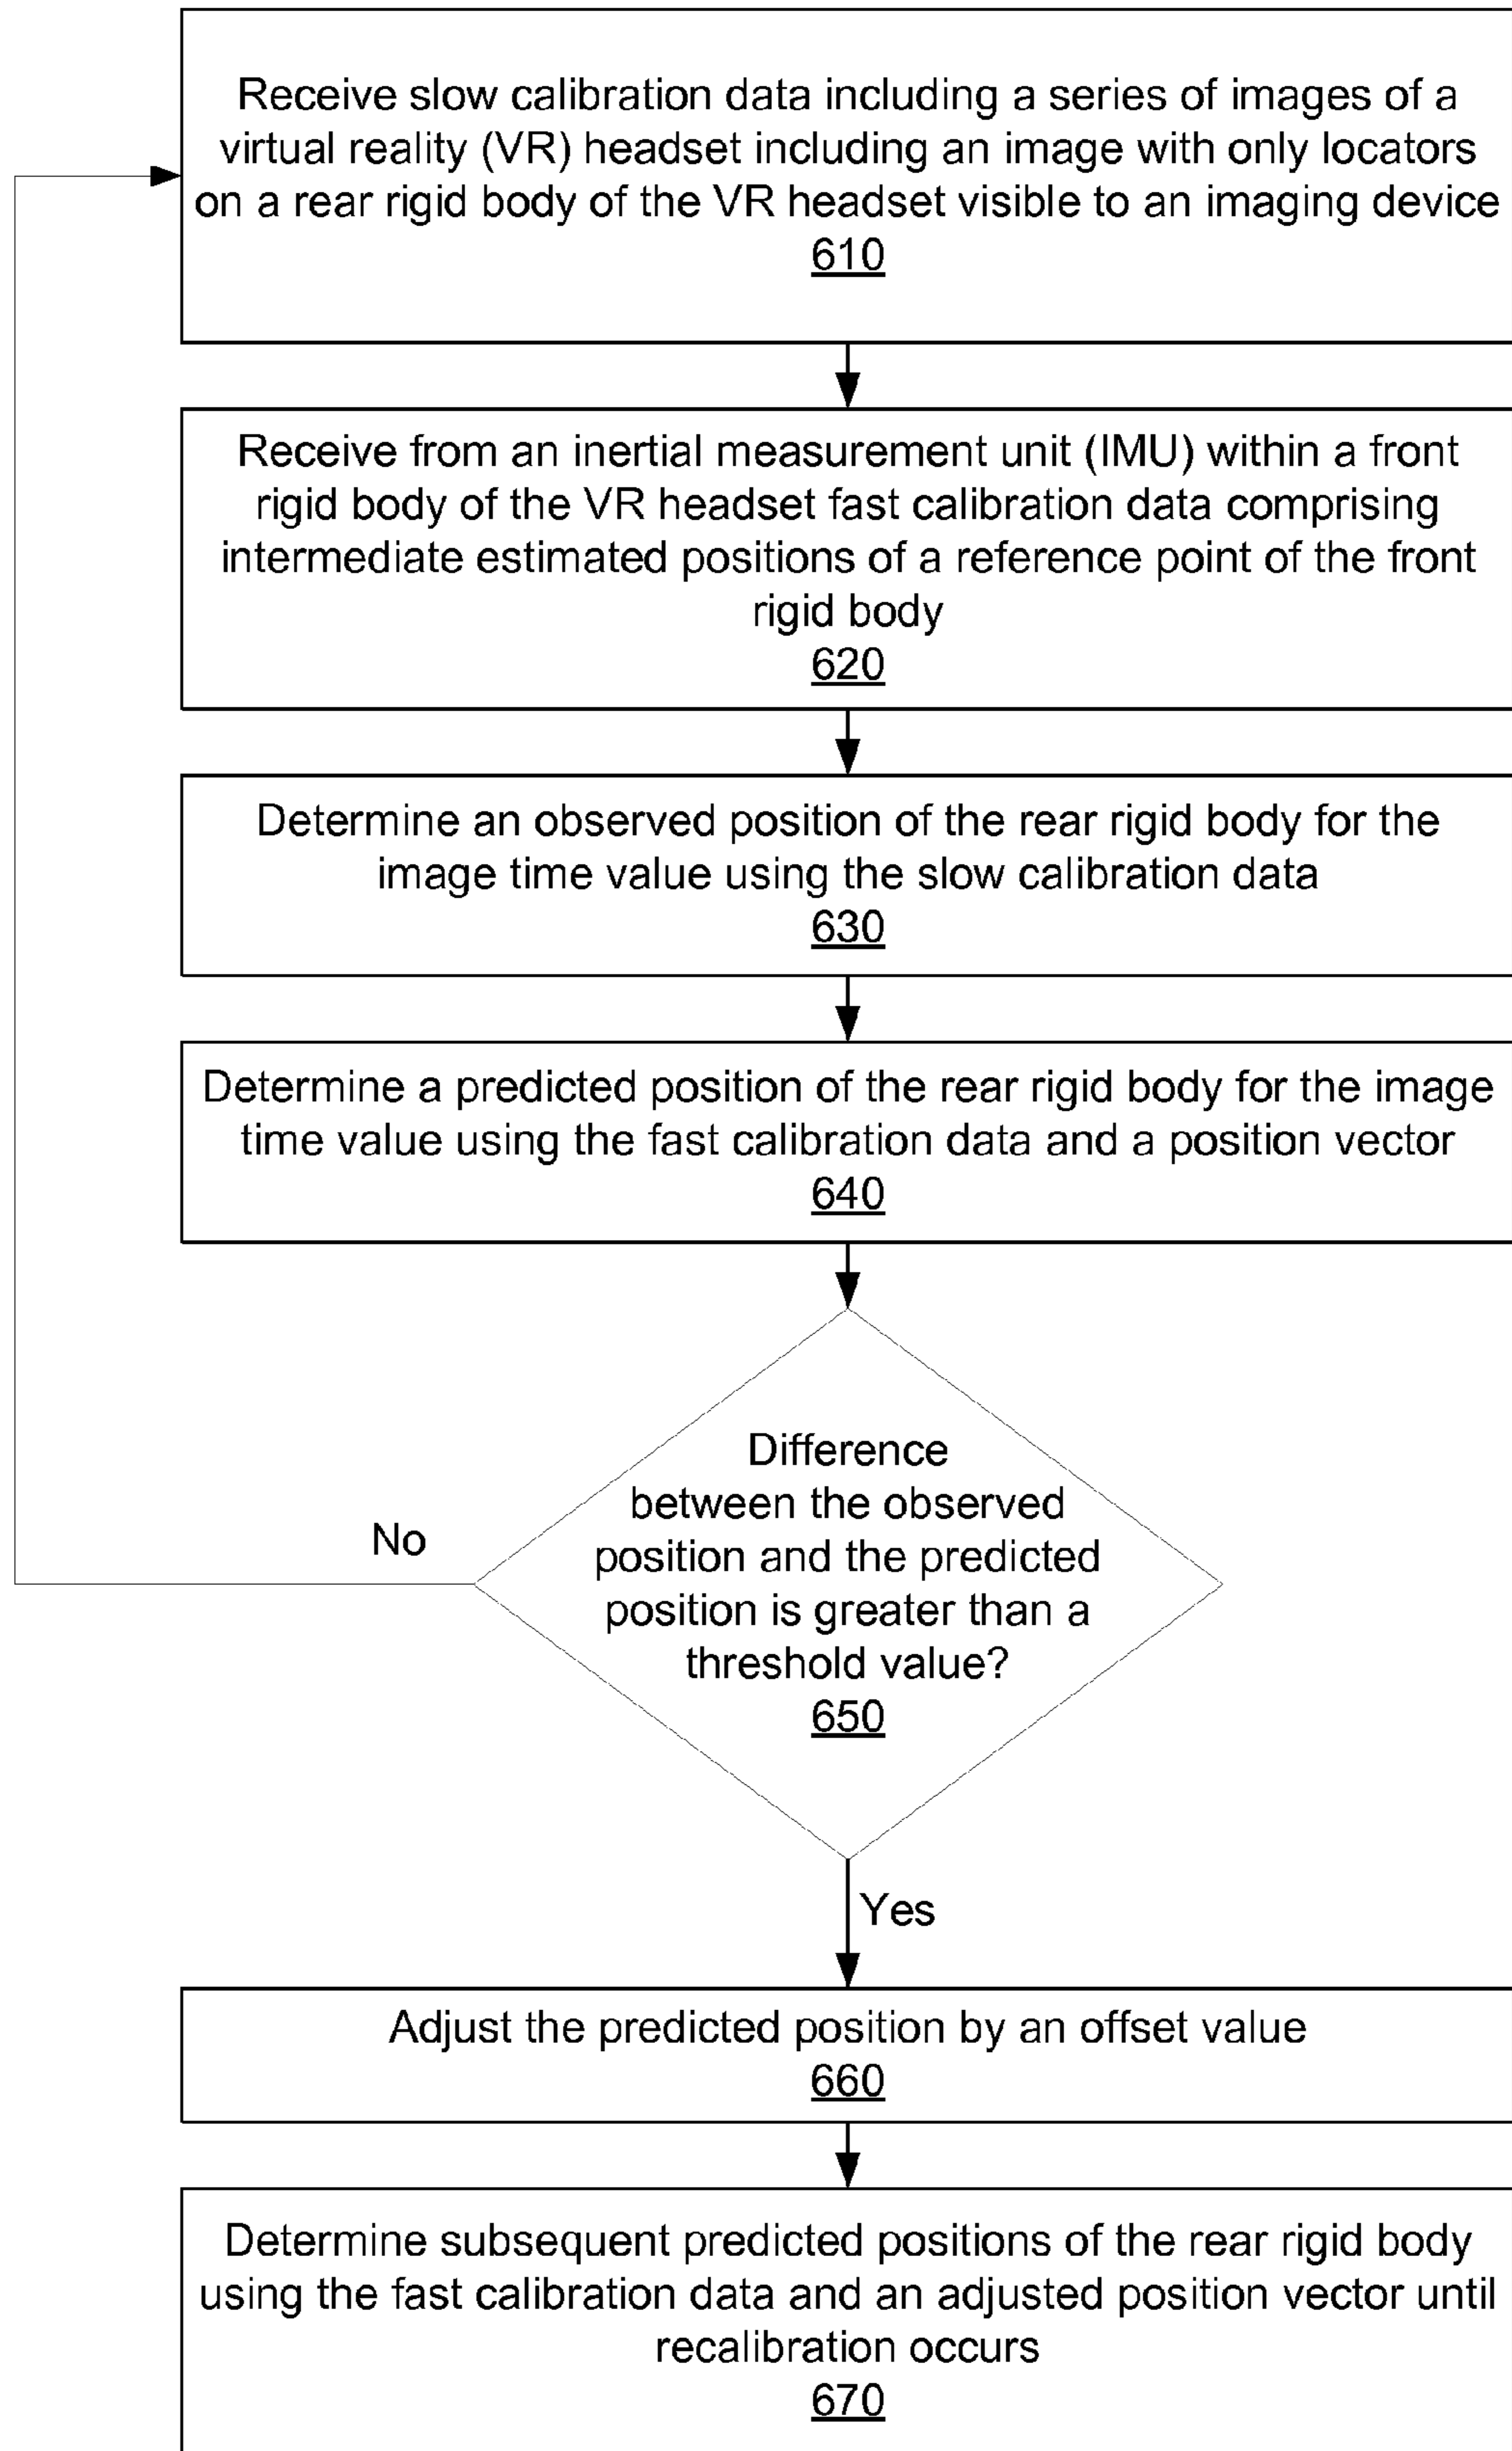 Receive slow calibration data including a series of images of a
virtual reality (VR) headset including an image with only locators
on a rear rigid body of the VR headset visible to an imaging device
610
Receive from an inertial measurement unit (IMU) within a front
rigid body of the VR headset fast calibration data comprising
intermediate estimated positions of a reference point of the front
rigid body
620
Determine an observed position of the rear rigid body for the
image time value using the slow calibration data
630
Determine a predicted position of the rear rigid body for the image
time value using the fast calibration data and a position vector
640
Difference
between the observed
position and the predicted
position is greater than a
threshold value?
650
No
Yes
Adjust the predicted position by an offset value
660
Determine subsequent predicted positions of the rear rigid body
using the fast calibration data and an adjusted position vector until
recalibration occurs
670